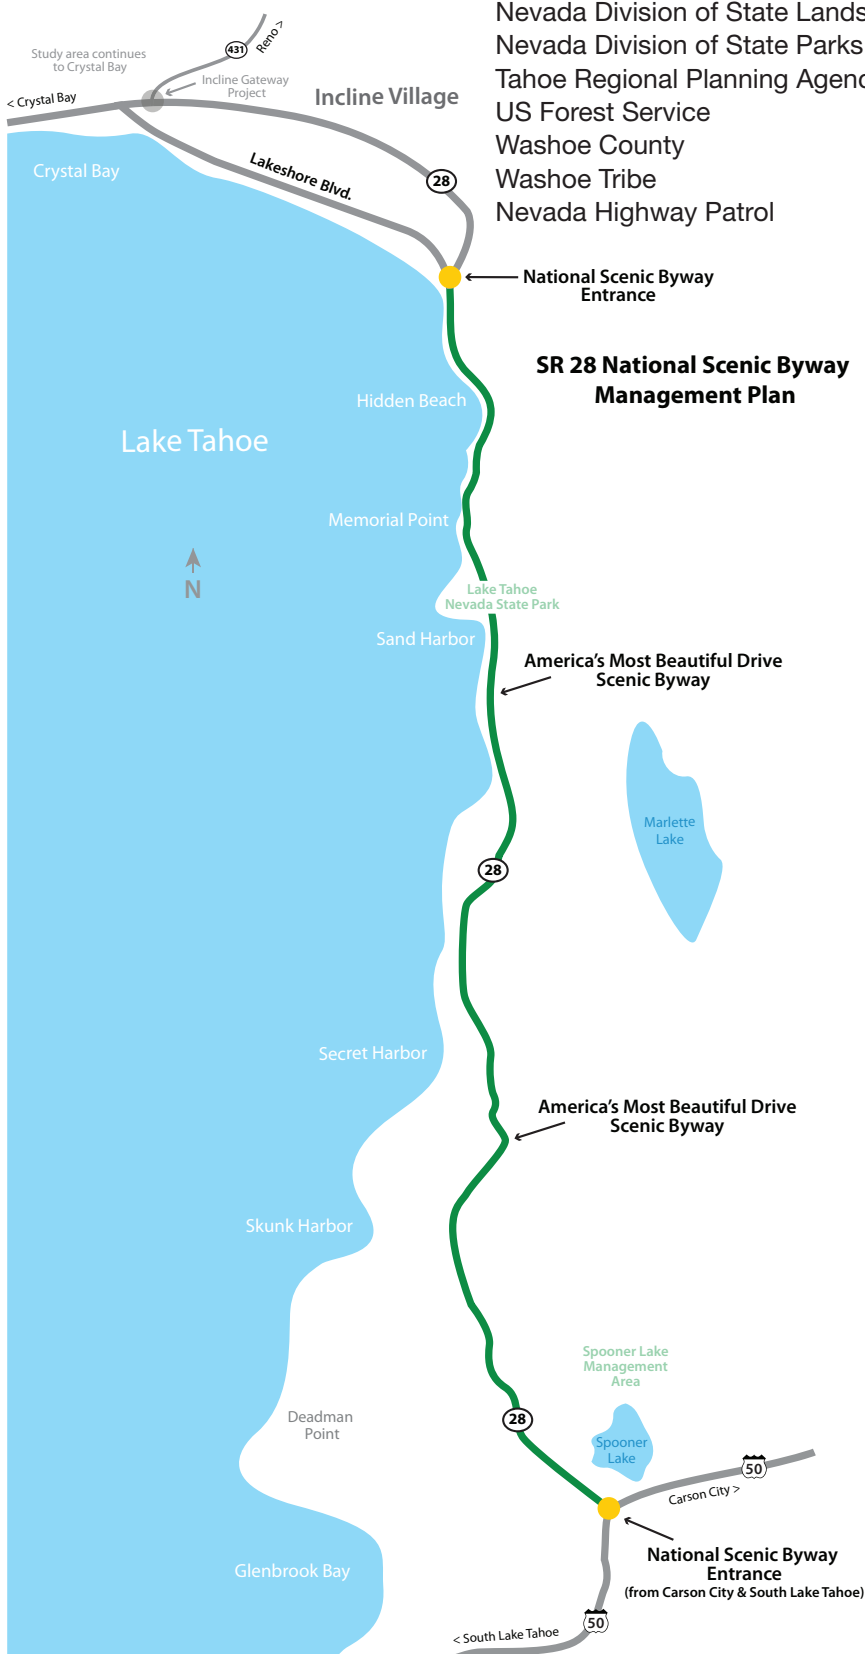 Nevada Division of State Lands
Nevada Division of State Parks
Tahoe Regional Planning Agenc
US Forest Service
Washoe County
Washoe Tribe
Nevada Highway Patrol
431
Reno >
Study area continues
to Crystal Bay
Incline Gateway
Project
< Crystal Bay
Incline Village
Crystal Bay
Lakeshore Blvd.
28
National Scenic Byway
Entrance
SR 28 National Scenic Byway
Management Plan
Hidden Beach
Lake Tahoe
Memorial Point
N
Lake Tahoe
Nevada State Park
Sand Harbor
America's Most Beautiful Drive
Scenic Byway
Marlette
Lake
28
Secret Harbor
America's Most Beautiful Drive
Scenic Byway
Skunk Harbor
Spooner Lake
Management
Area
Deadman
Point
28
Spooner
Lake
50
Carson City >
National Scenic Byway
Entrance
(from Carson City & South Lake Tahoe)
Glenbrook Bay
50
< South Lake Tahoe